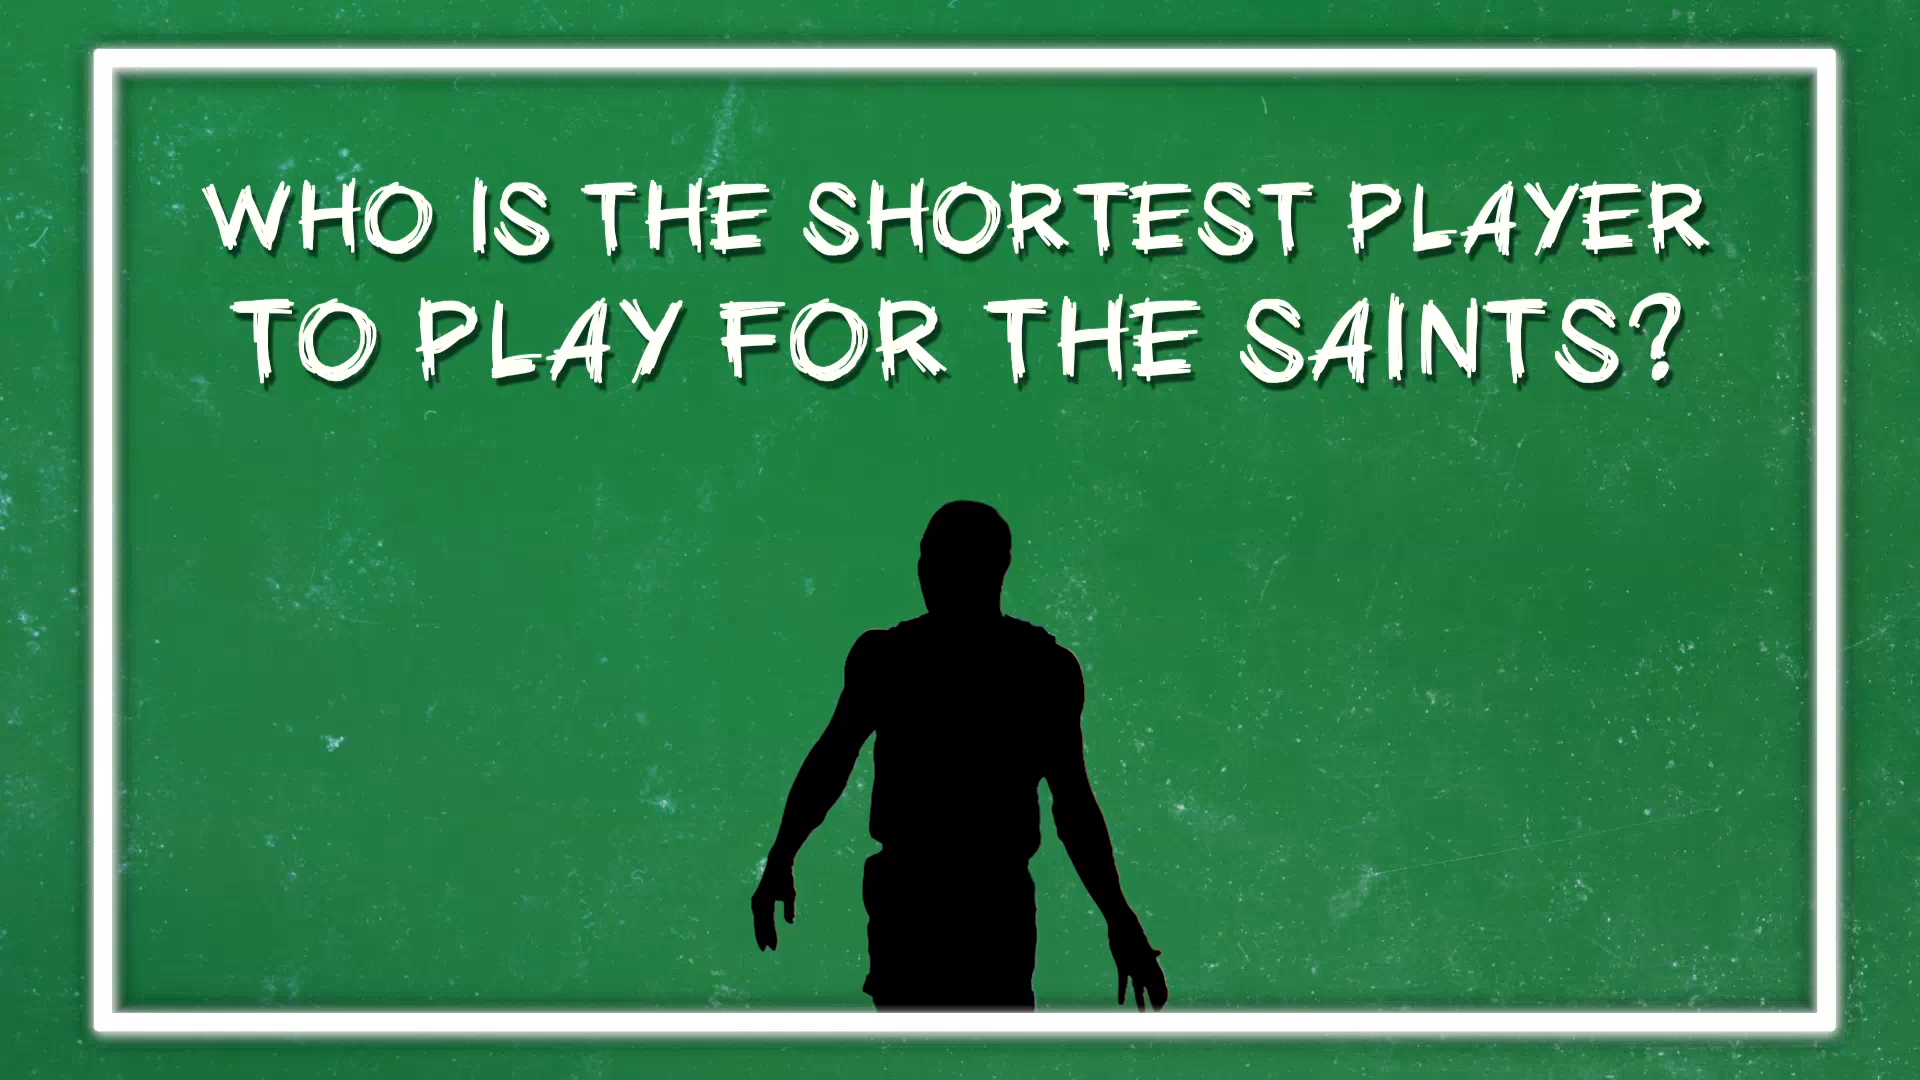 WHO IS THE SHORTEST PLAYER
TO PLAY FOR THE SAINTS?